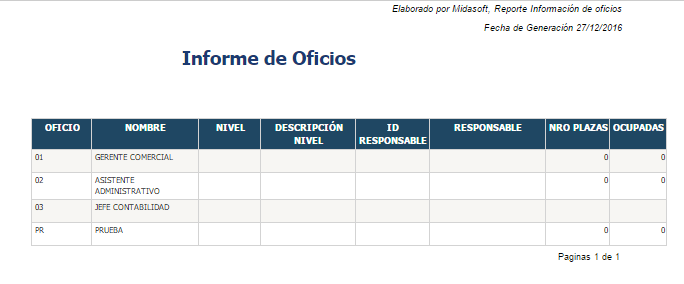 Elaborado por Midasoft, Reporte Información de oficios
Fecha de Generación 27/12/2016
Informe de Oficios
OFICIO NOMBRE NIVEL DESCRIPCIÓN NIVEL ID RESPONSABLE RESPONSABLE NRO PLAZAS OCUPADAS
01 GERENTE COMERCIAL 0 0
02 ASISTENTE ADMINISTRATIVO 0 0
03 JEFE CONTABILIDAD
PR PRUEBA 0 0
Paginas 1 de 1